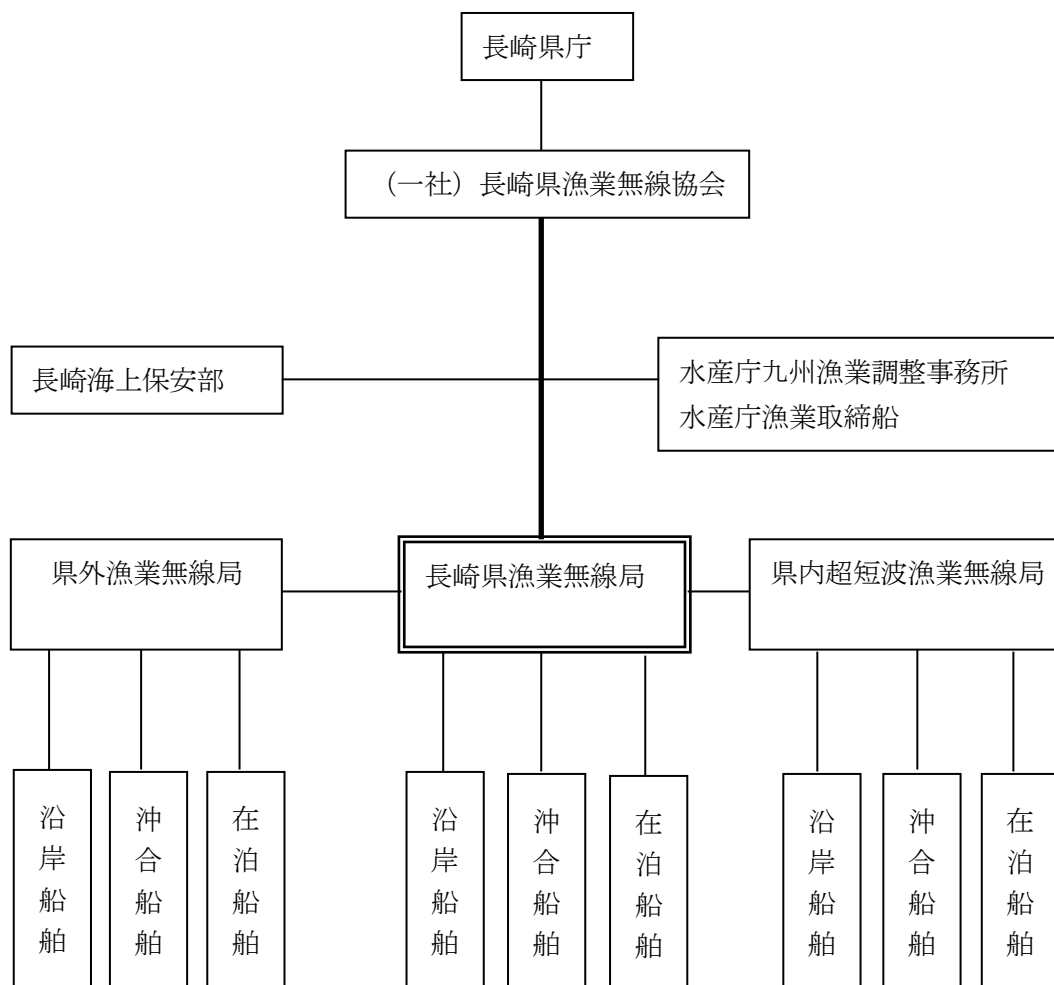 長崎県庁
（一社）長崎県漁業無線協会
長崎海上保安部
水産庁九州漁業調整事務所
水産庁漁業取締船
県外漁業無線局
長崎県漁業無線局
県内超短波漁業無線局
沿岸船舶
沖合船舶
在泊船舶
沿岸船舶
沖合船舶
在泊船舶
沿岸船舶
沖合船舶
在泊船舶